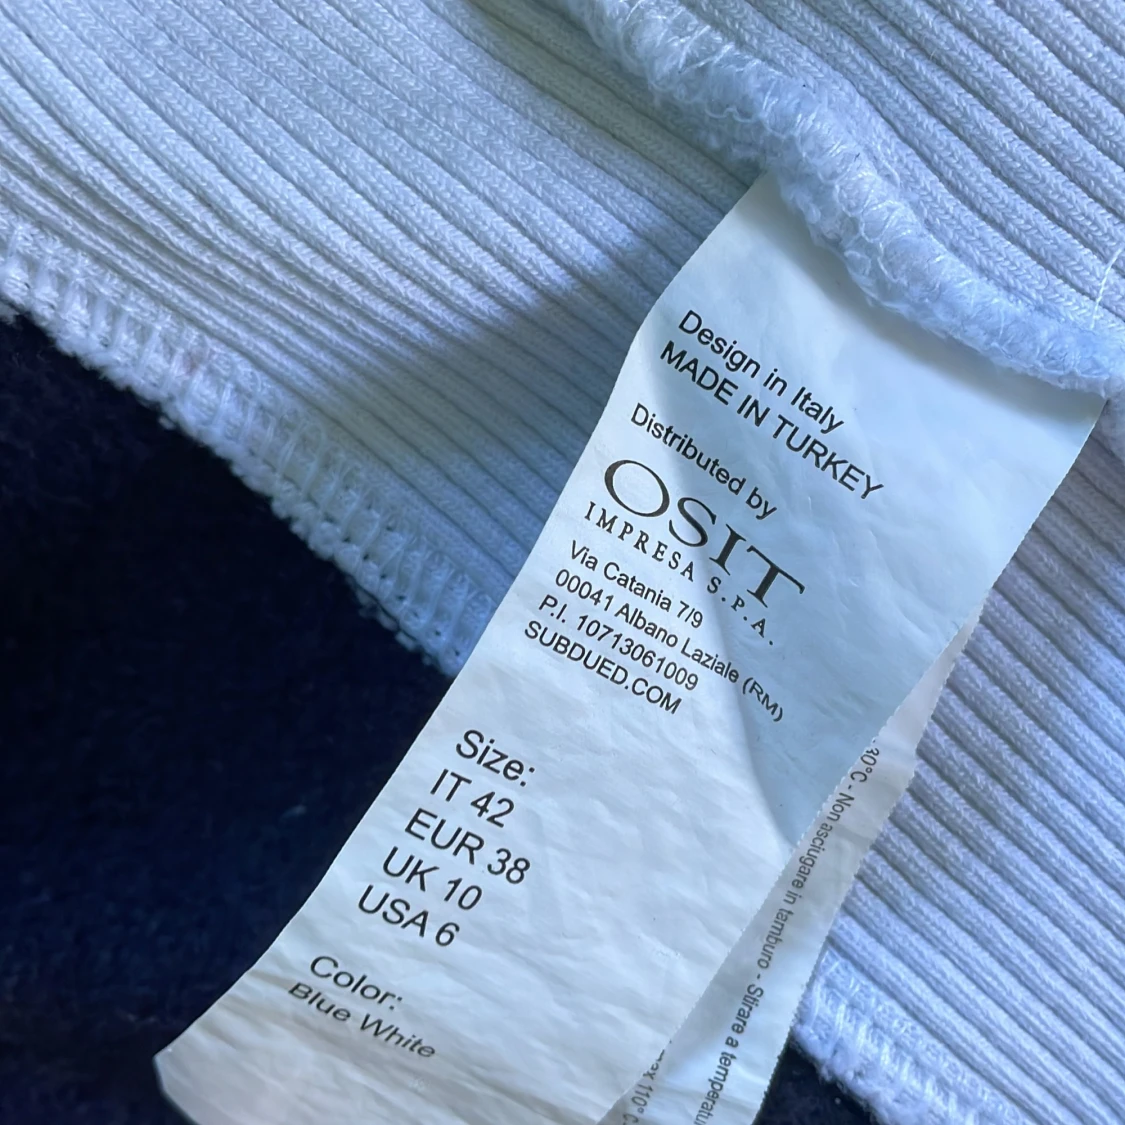 Design in Italy
MADE IN TURKEY
Distributed by
OSIT
IMPRESA S.P.A.
Via Catania 7/9
00041 Albano Laziale (RM)
P.I. 10713061009
SUBDUED.COM
Size:
IT 42
EUR 38
UK 10
USA 6
Color:
Blue White
30°C - Non asciugare in tamburo - Stirare a
110°C